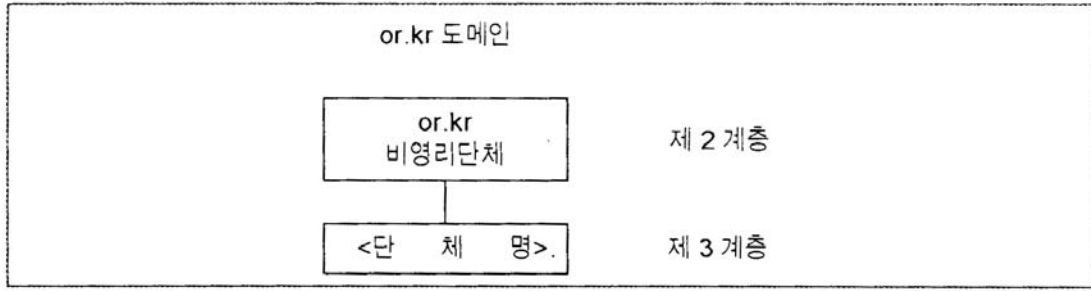 or.kr 도메인
or.kr
비영리단체
제 2 계층
<단 체 명>.
제 3 계층